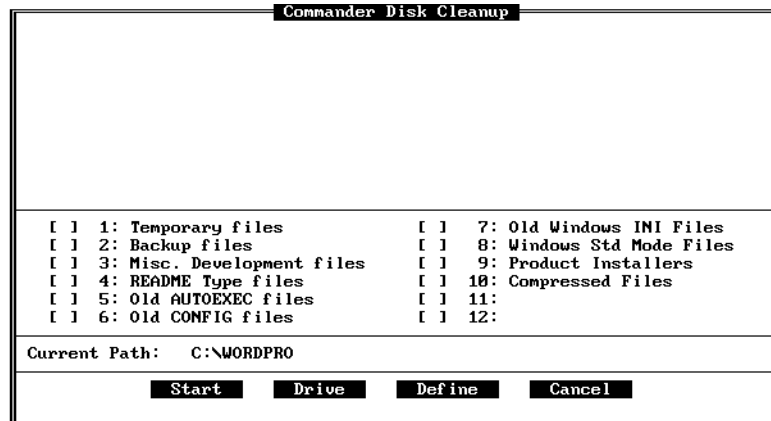 Commander Disk Cleanup
[ ] 1: Temporary files
[ ] 2: Backup files
[ ] 3: Misc. Development files
[ ] 4: README Type files
[ ] 5: Old AUTOEXEC files
[ ] 6: Old CONFIG files
[ ] 7: Old Windows INI Files
[ ] 8: Windows Std Mode Files
[ ] 9: Product Installers
[ ] 10: Compressed Files
[ ] 11:
[ ] 12:
Current Path: C:\WORDPRO
Start Drive Define Cancel